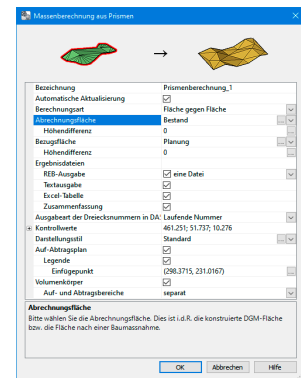 Massenberechnung aus Prismen
Bezeichnung Prismenberechnung_1
Automatische Aktualisierung
Berechnungsart Fläche gegen Fläche
Abrechnungsfläche Bestand
Höhendifferenz 0
Bezugsfläche Planung
Höhendifferenz 0
Ergebnisdateien
REB-Ausgabe eine Datei
Textausgabe
Excel-Tabelle
Zusammenfassung
Ausgabeart der Dreiecksnummern in DA: Laufende Nummer
Kontrollwerte 461.251; 51.737; 10.276
Darstellungsstil Standard
Auf-Abtragsplan
Legende
Einfügepunkt (298.3715, 231.0167)
Volumenkörper
Auf- und Abtragsbereiche separat
Abrechnungsfläche
Bitte wählen Sie die Abrechnungsfläche. Dies ist i.d.R. die konstruierte DGM-Fläche
bzw. die Fläche nach einer Baumassnahme.
OK Abbrechen Hilfe